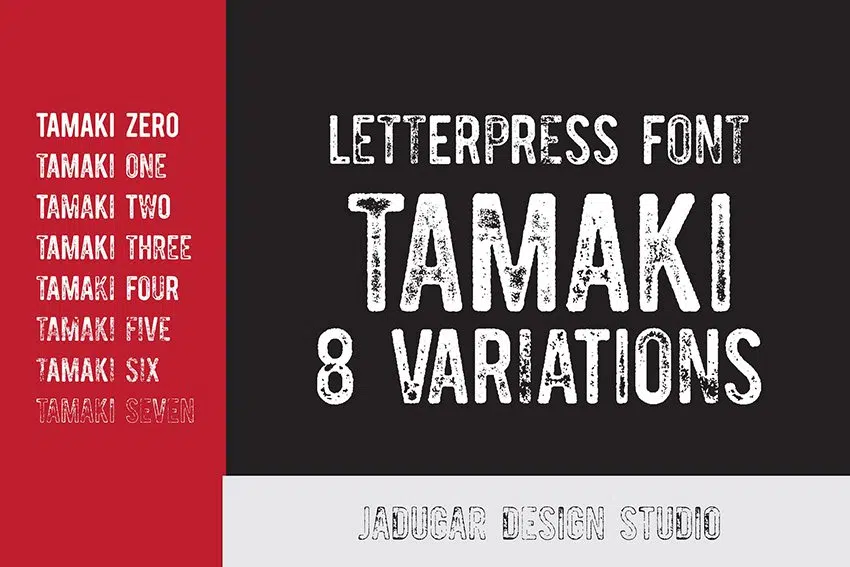 TAMAKI ZERO
TAMAKI ONE
TAMAKI TWO
TAMAKI THREE
TAMAKI FOUR
TAMAKI FIVE
TAMAKI SIX
TAMAKI SEVEN
LETTERPRESS FONT
TAMAKI
8 VARIATIONS
JADUGAR DESIGN STUDIO